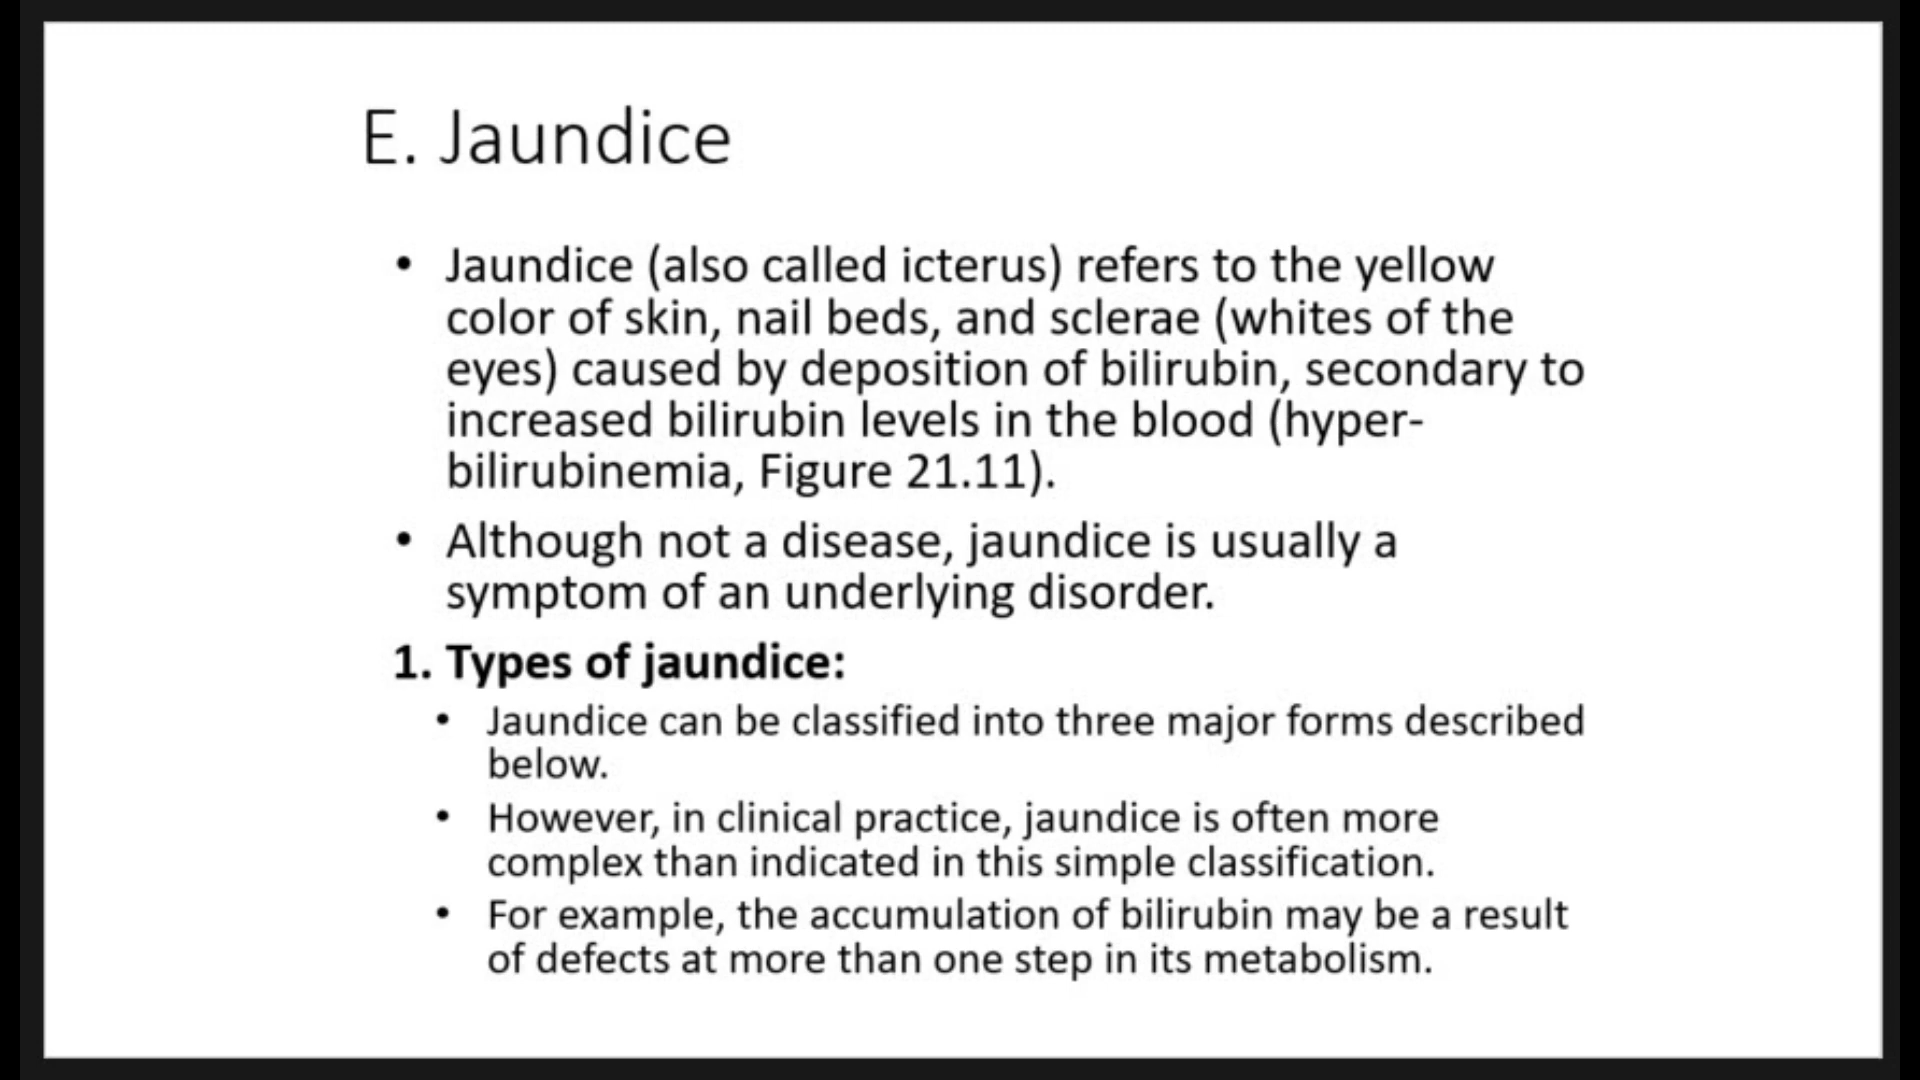 E. Jaundice
• Jaundice (also called icterus) refers to the yellow
color of skin, nail beds, and sclerae (whites of the
eyes) caused by deposition of bilirubin, secondary to
increased bilirubin levels in the blood (hyper-
bilirubinemia, Figure 21.11).
• Although not a disease, jaundice is usually a
symptom of an underlying disorder.
1. Types of jaundice:
• Jaundice can be classified into three major forms described
below.
• However, in clinical practice, jaundice is often more
complex than indicated in this simple classification.
• For example, the accumulation of bilirubin may be a result
of defects at more than one step in its metabolism.